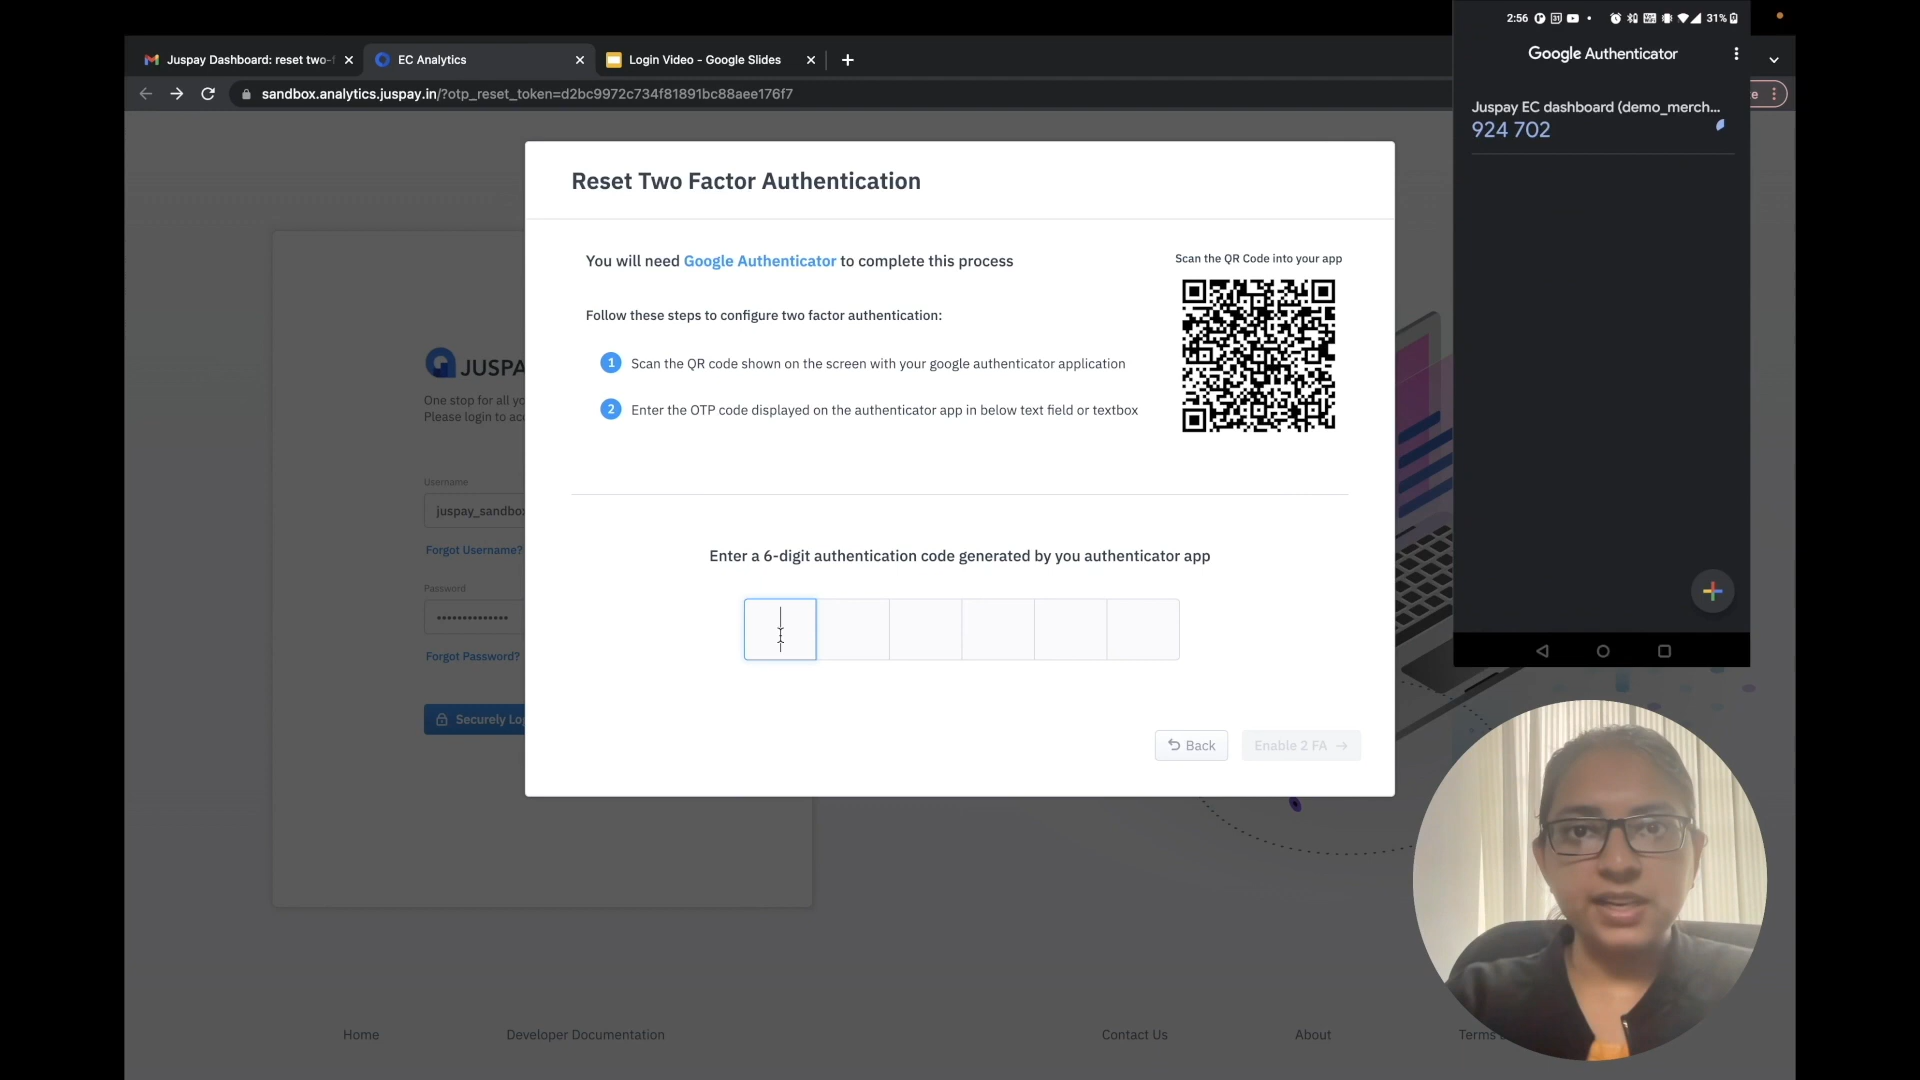 Juspay Dashboard: reset two-f
EC Analytics
Login Video - Google Slides
sandbox.analytics.juspay.in/?otp_reset_token=d2bc9972c734f81891bc88aee176f7
e
2:56
31%
Google Authenticator
Juspay EC dashboard (demo_merch...
924 702
Reset Two Factor Authentication
You will need Google Authenticator to complete this process
Scan the QR Code into your app
Follow these steps to configure two factor authentication:
1 Scan the QR code shown on the screen with your google authenticator application
2 Enter the OTP code displayed on the authenticator app in below text field or textbox
Enter a 6-digit authentication code generated by you authenticator app
Back
Enable 2 FA
JUSPA
One stop for all yo
Please login to acc
Username
juspay_sandbox
Forgot Username?
Password
Forgot Password?
Securely Log
Home
Developer Documentation
Contact Us
About
Terms